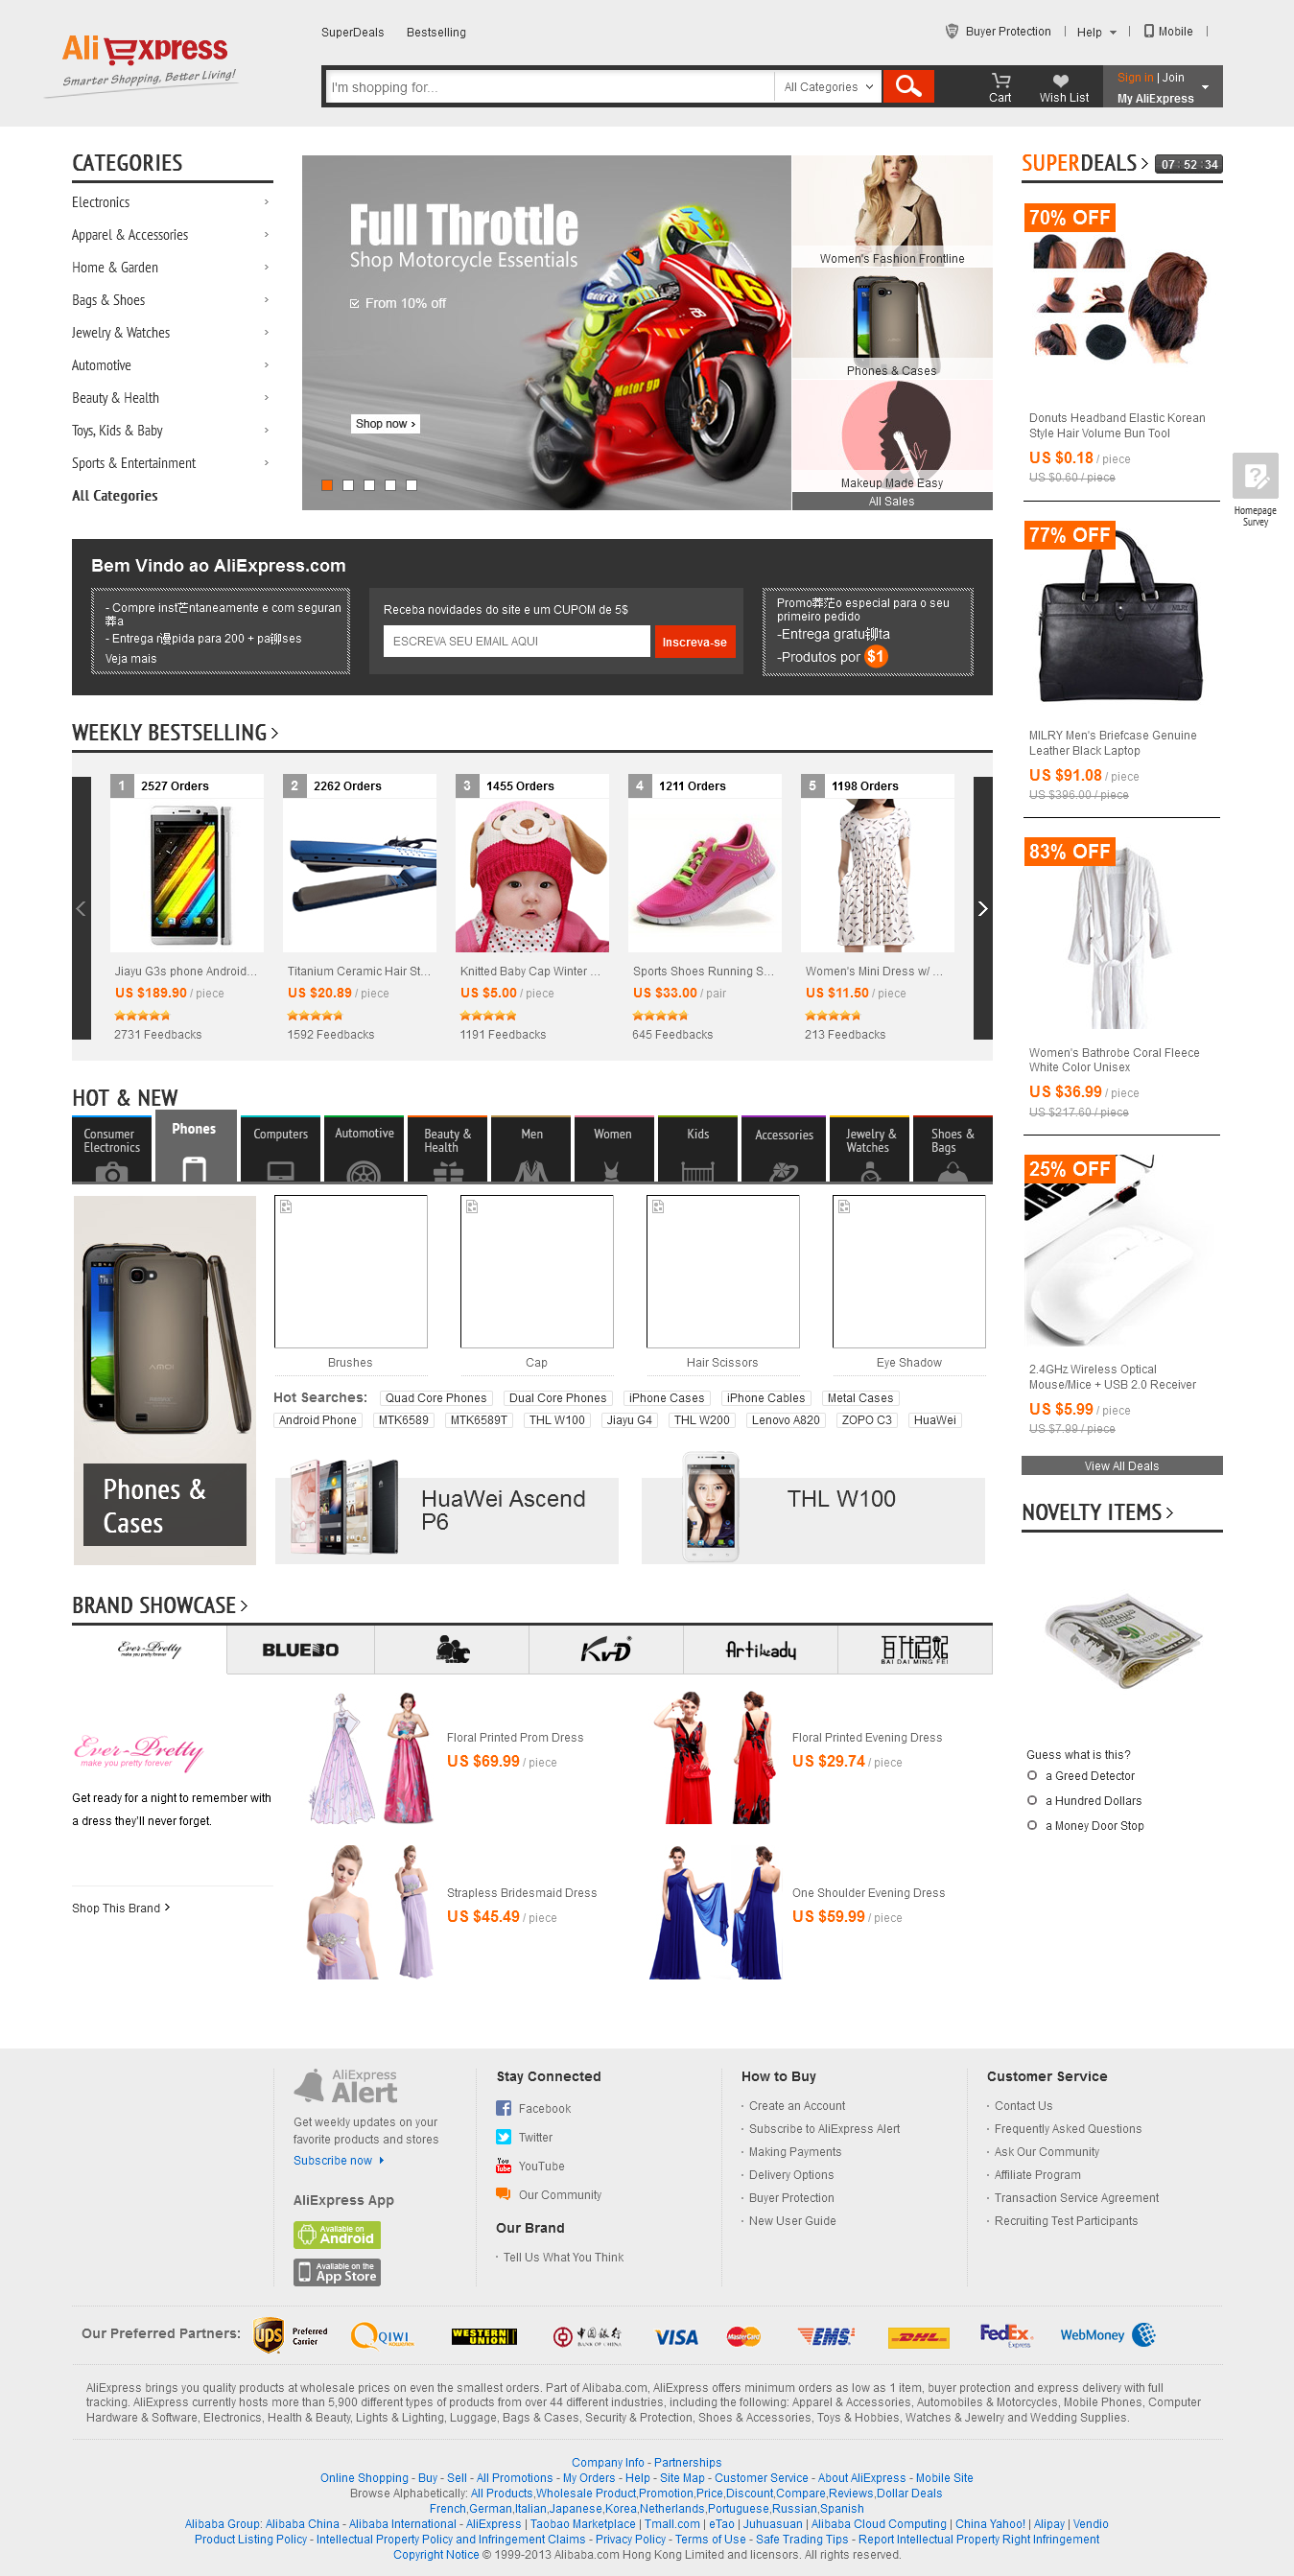 SuperDeals Bestselling
Buyer Protection | Help | Mobile |
AliExpress
Smarter Shopping, Better Living!
I'm shopping for...
All Categories
Cart
Wish List
Sign in | Join
My AliExpress
CATEGORIES
Electronics
Apparel & Accessories
Home & Garden
Bags & Shoes
Jewelry & Watches
Automotive
Beauty & Health
Toys, Kids & Baby
Sports & Entertainment
All Categories
Full Throttle
Shop Motorcycle Essentials
From 10% off
Shop now ›
46
Motor gp
Women's Fashion Frontline
Phones & Cases
Makeup Made Easy
All Sales
SUPERDEALS
07 : 52 : 34
70% OFF
Donuts Headband Elastic Korean
Style Hair Volume Bun Tool
US $0.18 / piece
US $0.60 / piece
77% OFF
MILRY Men's Briefcase Genuine
Leather Black Laptop
US $91.08 / piece
US $396.00 / piece
83% OFF
Women's Bathrobe Coral Fleece
White Color Unisex
US $36.99 / piece
US $217.60 / piece
25% OFF
2.4GHz Wireless Optical
Mouse/Mice + USB 2.0 Receiver
US $5.99 / piece
US $7.99 / piece
View All Deals
Homepage
Survey
Bem Vindo ao AliExpress.com
- Compre inst芒ntaneamente e com seguran
莽a
- Entrega r谩pida para 200 + pa铆ses
Veja mais
Receba novidades do site e um CUPOM de 5$
ESCREVA SEU EMAIL AQUI
Inscreva-se
Promo莽茫o especial para o seu
primeiro pedido
-Entrega gratu铆ta
-Produtos por $1
WEEKLY BESTSELLING
1 2527 Orders
Jiayu G3s phone Android...
US $189.90 / piece
2731 Feedbacks
2 2262 Orders
Titanium Ceramic Hair St...
US $20.89 / piece
1592 Feedbacks
3 1455 Orders
Knitted Baby Cap Winter ...
US $5.00 / piece
1191 Feedbacks
4 1211 Orders
Sports Shoes Running S...
US $33.00 / pair
645 Feedbacks
5 1198 Orders
Women's Mini Dress w/ ...
US $11.50 / piece
213 Feedbacks
HOT & NEW
Consumer
Electronics
Phones
Computers
Automotive
Beauty &
Health
Men
Women
Kids
Accessories
Jewelry &
Watches
Shoes &
Bags
Phones &
Cases
Brushes
Cap
Hair Scissors
Eye Shadow
Hot Searches: Quad Core Phones Dual Core Phones iPhone Cases iPhone Cables Metal Cases
Android Phone MTK6589 MTK6589T THL W100 Jiayu G4 THL W200 Lenovo A820 ZOPO C3 HuaWei
HuaWei Ascend
P6
THL W100
NOVELTY ITEMS
Guess what is this?
a Greed Detector
a Hundred Dollars
a Money Door Stop
BRAND SHOWCASE
Ever-Pretty
make you pretty forever
BLUEBO
KVD
Artilady
百代名妃
BAI DAI MING FEI
Ever-Pretty
make you pretty forever
Get ready for a night to remember with
a dress they'll never forget.
Shop This Brand
Floral Printed Prom Dress
US $69.99 / piece
Floral Printed Evening Dress
US $29.74 / piece
Strapless Bridesmaid Dress
US $45.49 / piece
One Shoulder Evening Dress
US $59.99 / piece
AliExpress
Alert
Get weekly updates on your
favorite products and stores
Subscribe now
AliExpress App
Available on
Android
Available on the
App Store
Stay Connected
Facebook
Twitter
YouTube
Our Community
Our Brand
Tell Us What You Think
How to Buy
Create an Account
Subscribe to AliExpress Alert
Making Payments
Delivery Options
Buyer Protection
New User Guide
Customer Service
Contact Us
Frequently Asked Questions
Ask Our Community
Affiliate Program
Transaction Service Agreement
Recruiting Test Participants
Our Preferred Partners: ups Preferred Carrier QIWI WESTERN UNION 中国银行 BANK OF CHINA VISA MasterCard EMS DHL FedEx Express WebMoney
AliExpress brings you quality products at wholesale prices on even the smallest orders. Part of Alibaba.com, AliExpress offers minimum orders as low as 1 item, buyer protection and express delivery with full
tracking. AliExpress currently hosts more than 5,900 different types of products from over 44 different industries, including the following: Apparel & Accessories, Automobiles & Motorcycles, Mobile Phones, Computer
Hardware & Software, Electronics, Health & Beauty, Lights & Lighting, Luggage, Bags & Cases, Security & Protection, Shoes & Accessories, Toys & Hobbies, Watches & Jewelry and Wedding Supplies.
Company Info - Partnerships
Online Shopping - Buy - Sell - All Promotions - My Orders - Help - Site Map - Customer Service - About AliExpress - Mobile Site
Browse Alphabetically: All Products,Wholesale Product,Promotion,Price,Discount,Compare,Reviews,Dollar Deals
French,German,Italian,Japanese,Korea,Netherlands,Portuguese,Russian,Spanish
Alibaba Group: Alibaba China - Alibaba International - AliExpress | Taobao Marketplace | Tmall.com | eTao | Juhuasuan | Alibaba Cloud Computing | China Yahoo! | Alipay | Vendio
Product Listing Policy - Intellectual Property Policy and Infringement Claims - Privacy Policy - Terms of Use - Safe Trading Tips - Report Intellectual Property Right Infringement
Copyright Notice © 1999-2013 Alibaba.com Hong Kong Limited and licensors. All rights reserved.